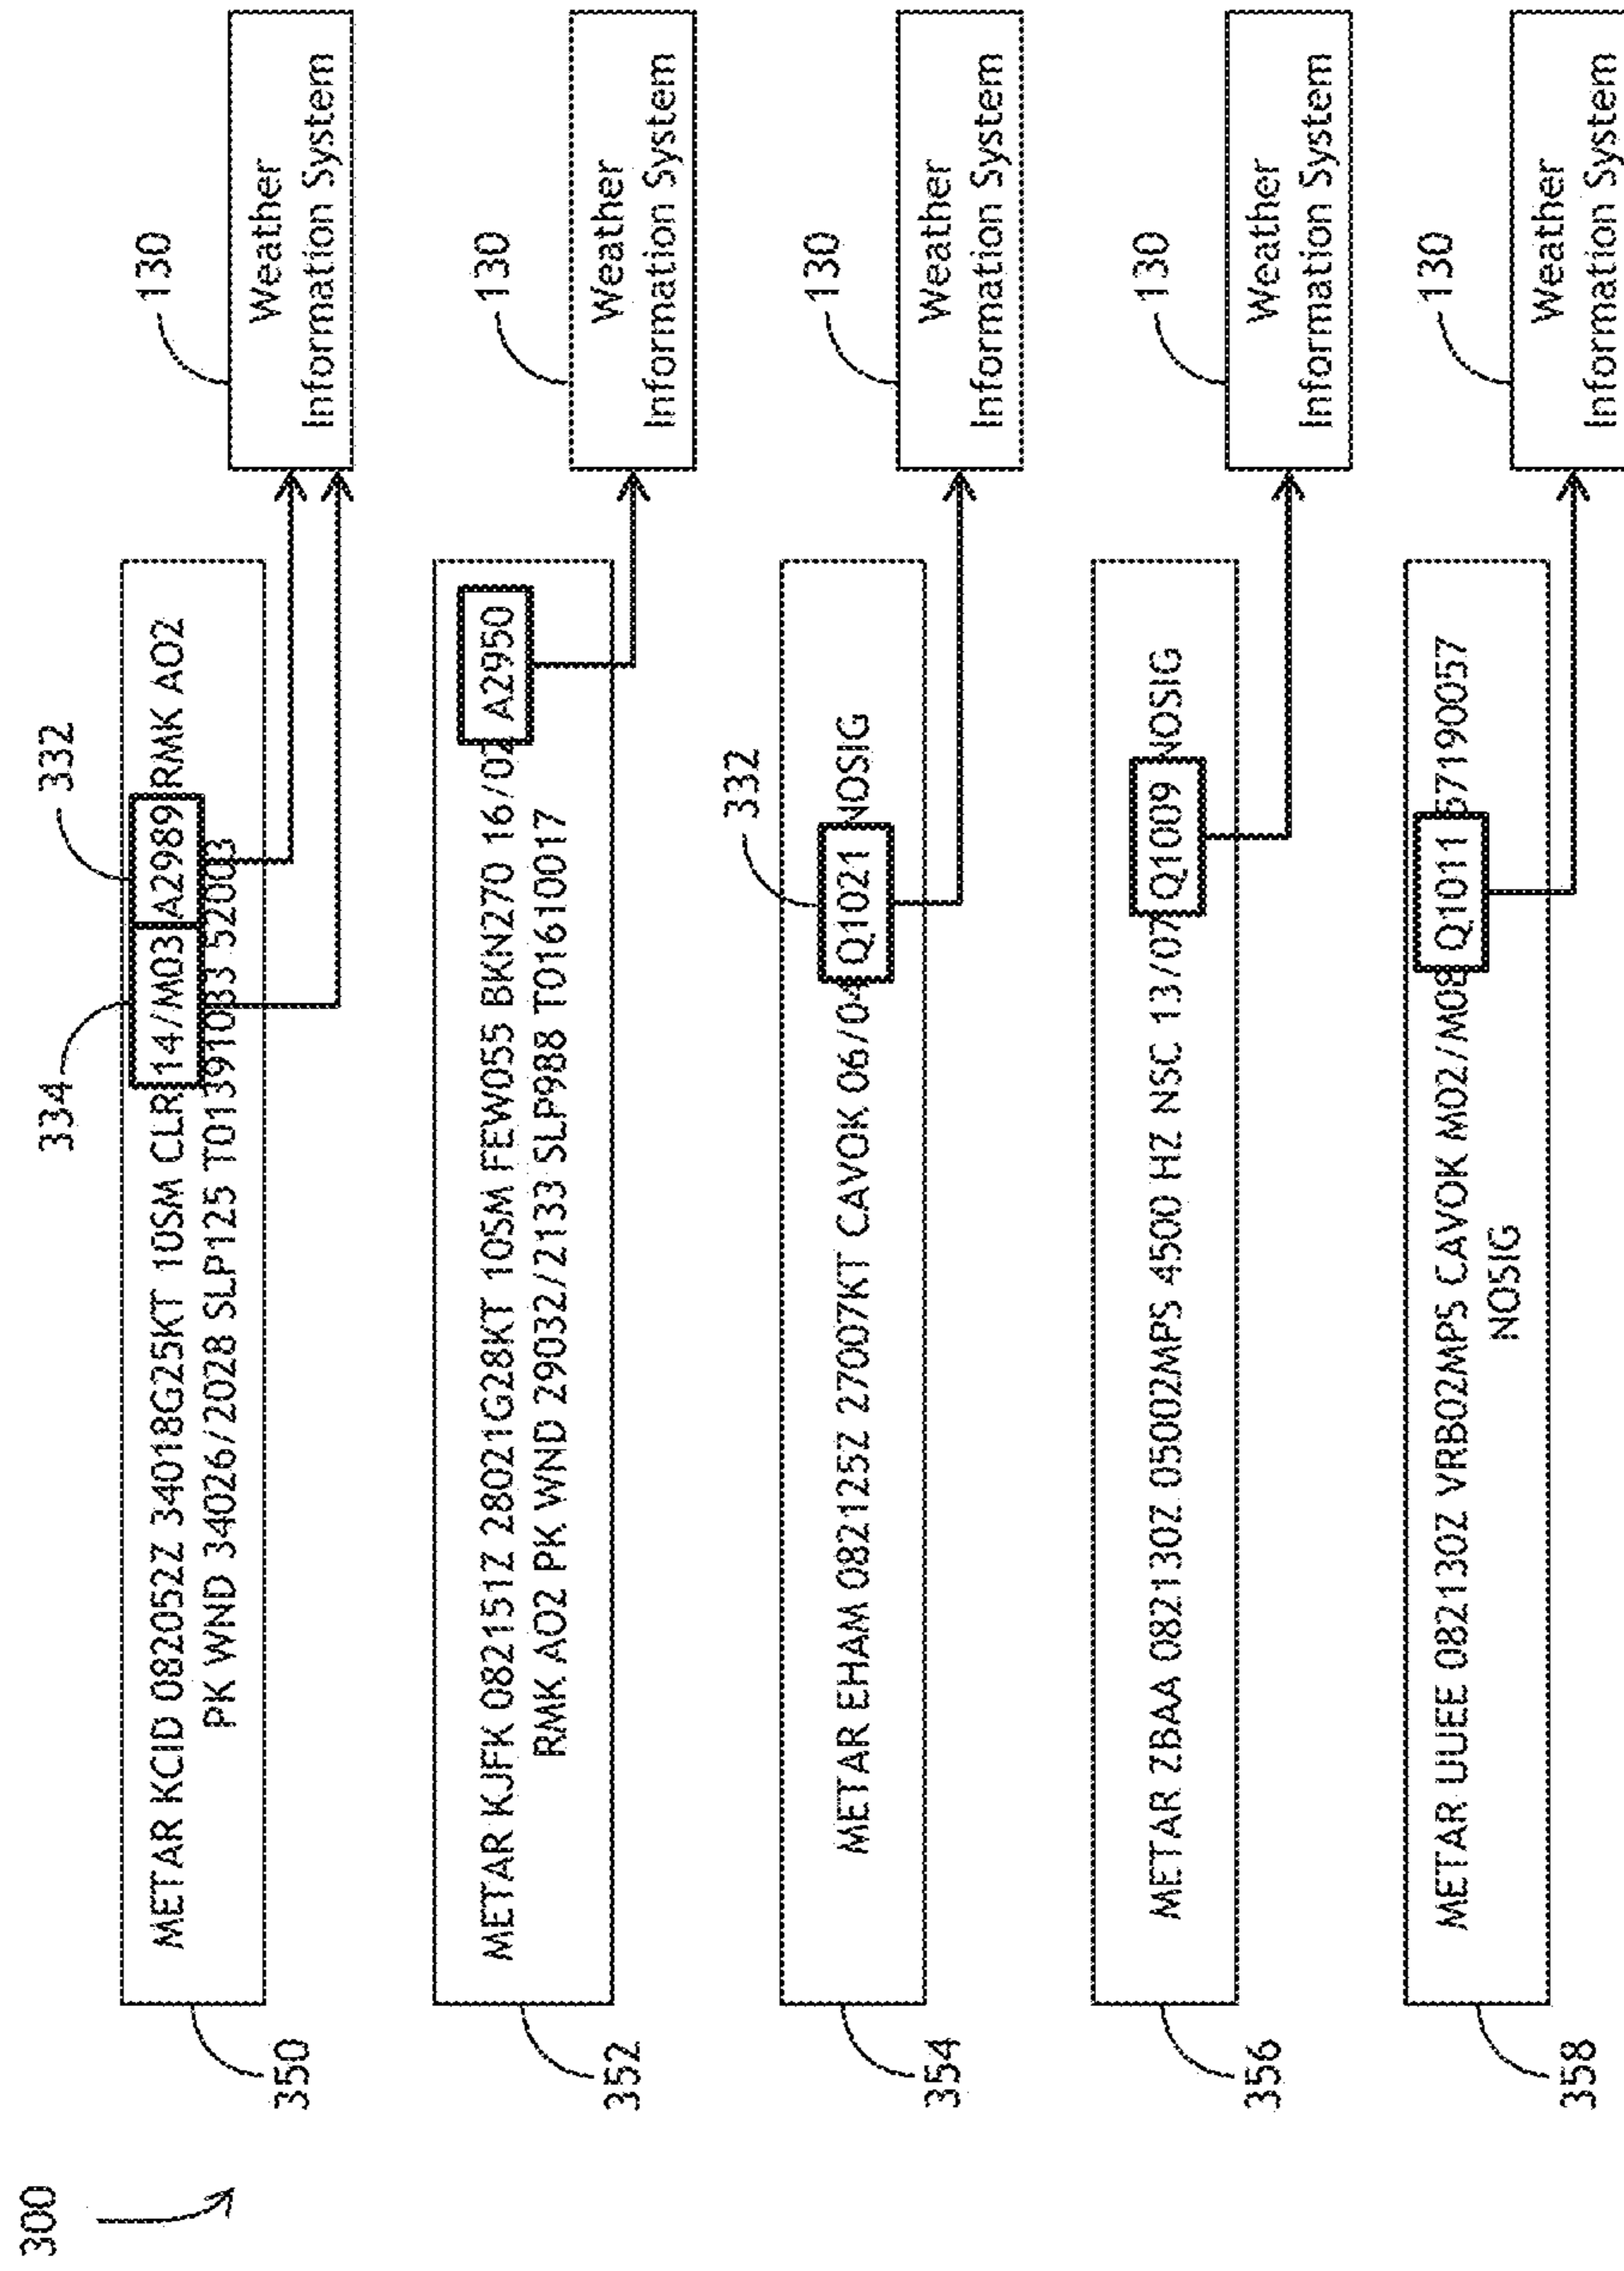 300
334
332
METAR KCID 082052Z 34018G25KT 10SM CLR 14/M03 A2989 RMK AO2
PK WND 34026/2028 SLP125 T01391033 52003
350
130
Weather
Information System
METAR KJFK 082151Z 28021G28KT 10SM FEW055 BKN270 16/02 A2950
RMK AO2 PK WND 29032/2133 SLP988 T01610017
352
130
Weather
Information System
332
METAR EHAM 082125Z 27007KT CAVOK 06/04 Q1021 NOSIG
354
130
Weather
Information System
METAR ZBAA 082130Z 05002MPS 4500 HZ NSC 13/07 Q1009 NOSIG
356
130
Weather
Information System
METAR UUEE 082130Z VRB02MPS CAVOK M02/M08 Q1011 67190057
NOSIG
358
130
Weather
Information System